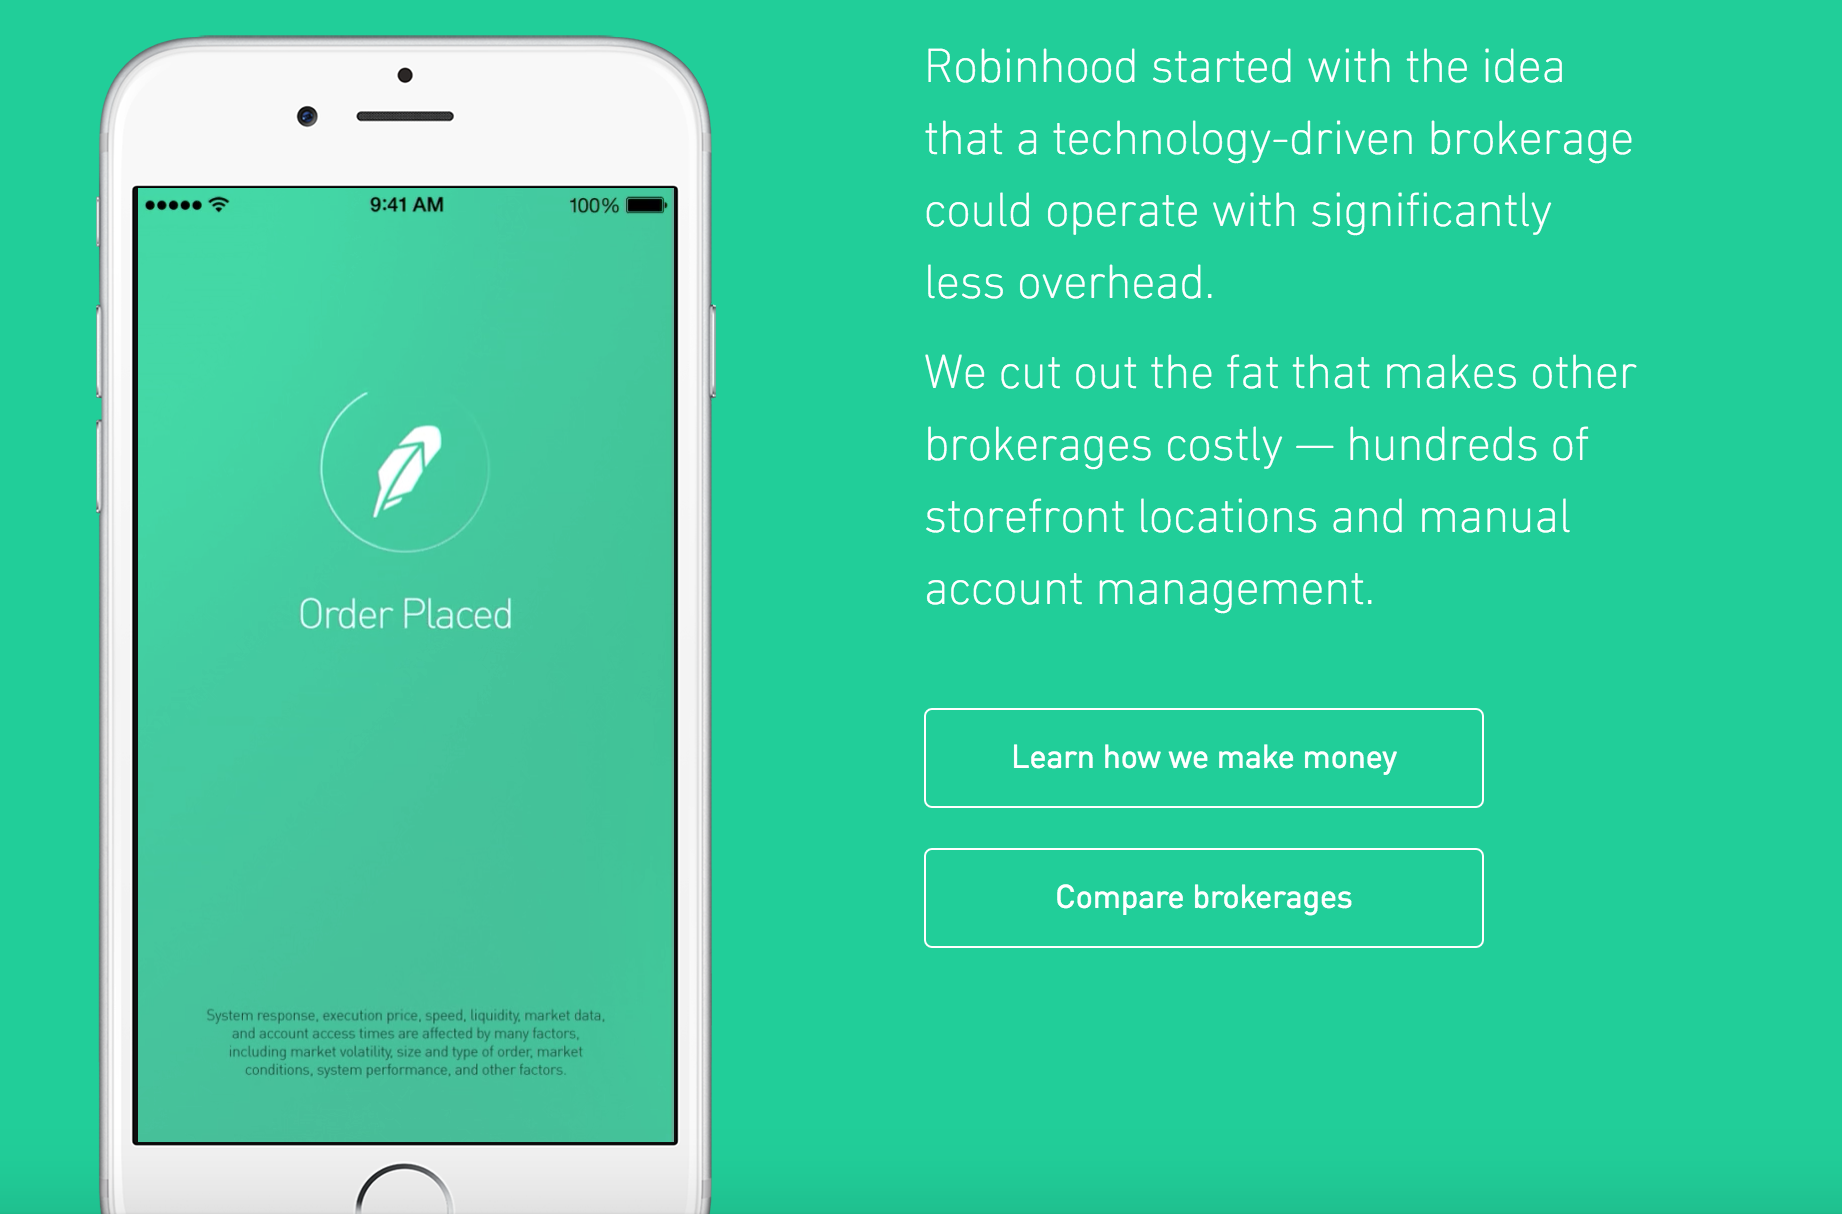 9:41 AM
100%
Order Placed
System response, execution price, speed, liquidity, market data,
and account access times are affected by many factors,
including market volatility, size and type of order, market
conditions, system performance, and other factors.
Robinhood started with the idea
that a technology-driven brokerage
could operate with significantly
less overhead.
We cut out the fat that makes other
brokerages costly — hundreds of
storefront locations and manual
account management.
Learn how we make money
Compare brokerages